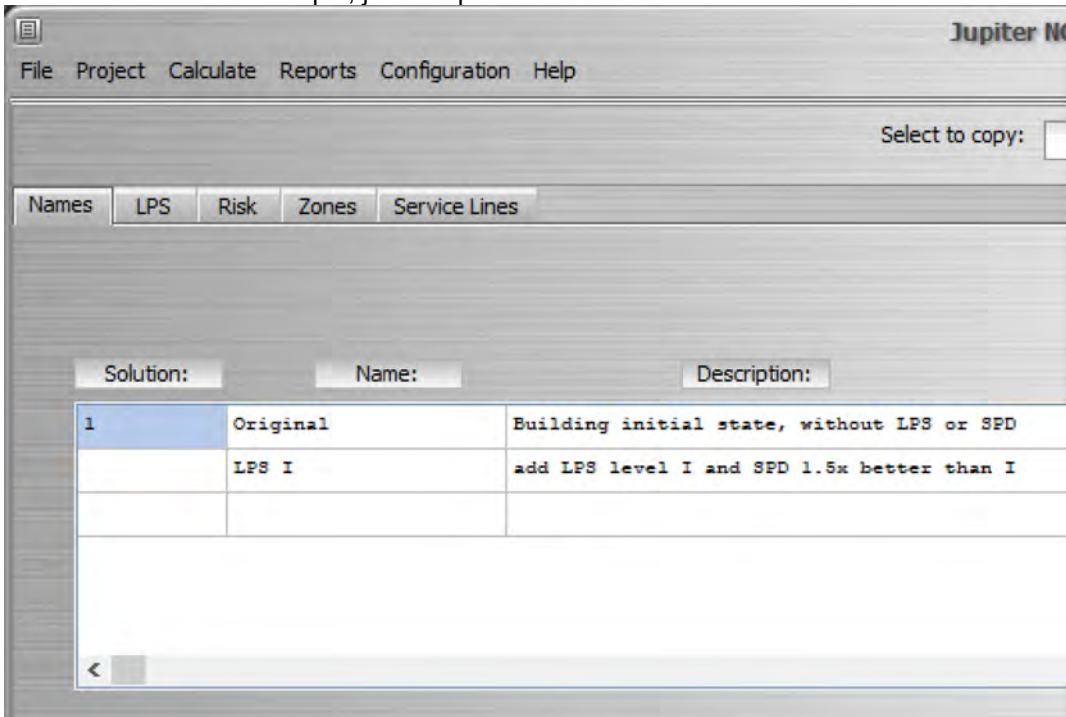 Jupiter
File Project Calculate Reports Configuration Help
Select to copy:
Names LPS Risk Zones Service Lines
Solution: Name: Description:
1 Original Building initial state, without LPS or SPD
LPS I add LPS level I and SPD 1.5x better than I